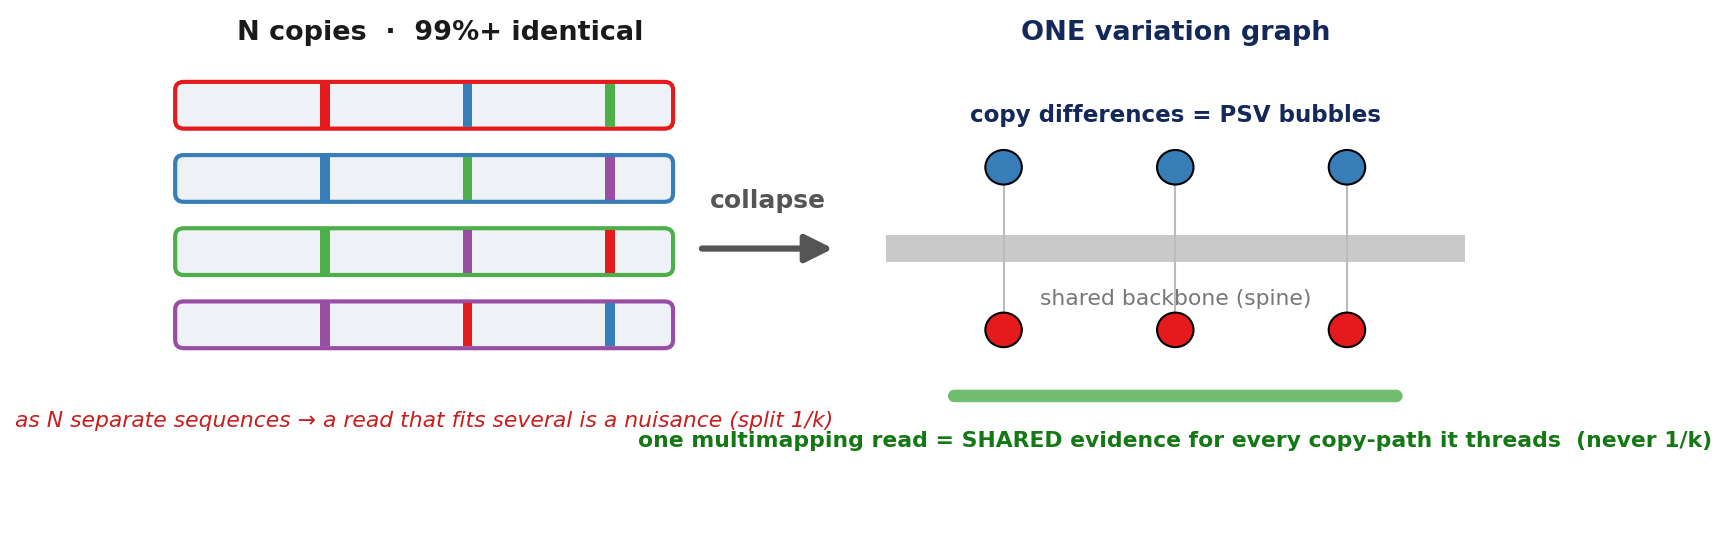 N copies · 99%+ identical
ONE variation graph
copy differences = PSV bubbles
collapse
shared backbone (spine)
as N separate sequences → a read that fits several is a nuisance (split 1/k)
one multimapping read = SHARED evidence for every copy-path it threads (never 1/k)